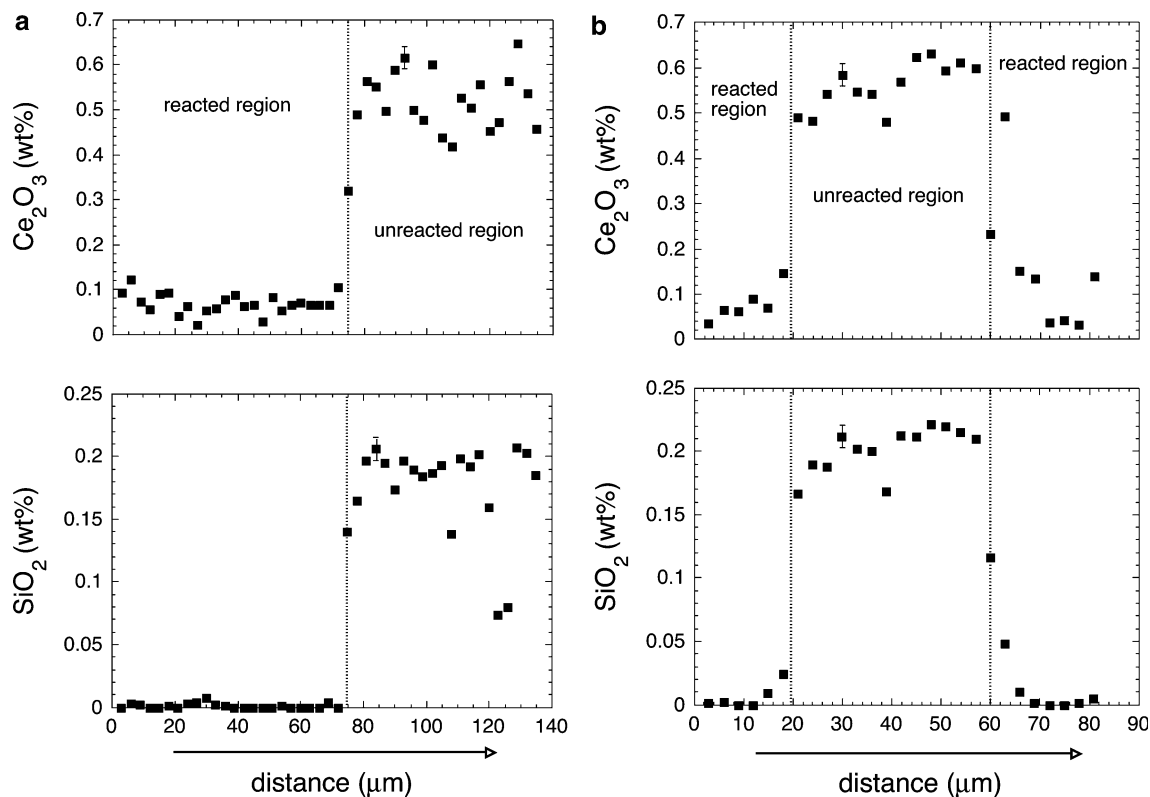 a
0.7
0.6
0.5
0.4
0.3
0.2
0.1
0
Ce2O3 (wt%)
reacted region
unreacted region
0.25
0.2
0.15
0.1
0.05
0
SiO2 (wt%)
0 20 40 60 80 100 120 140
distance (μm)
b
0.7
0.6
0.5
0.4
0.3
0.2
0.1
0
Ce2O3 (wt%)
reacted
region
reacted region
unreacted region
0.25
0.2
0.15
0.1
0.05
0
SiO2 (wt%)
0 10 20 30 40 50 60 70 80 90
distance (μm)